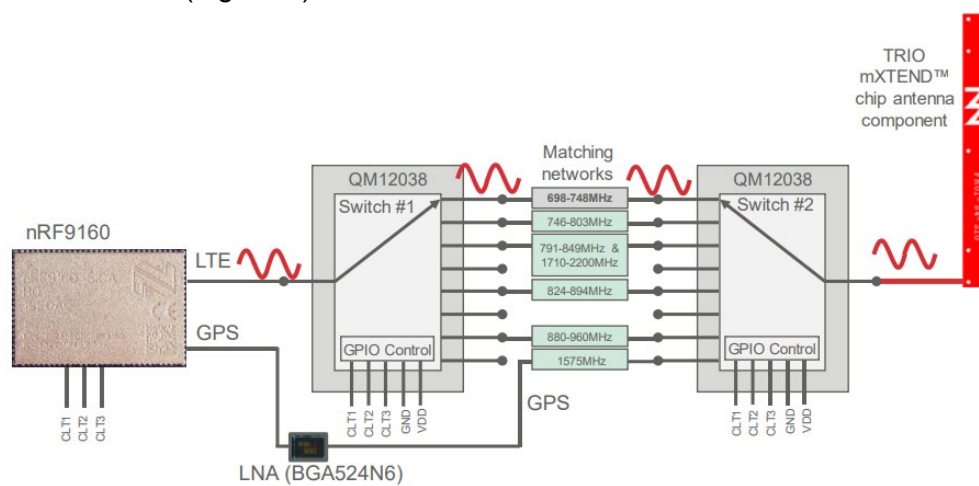 TRIO
mXTEND™
chip antenna
component
Matching
networks
QM12038
Switch #1
698-748MHz
746-803MHz
791-849MHz &
1710-2200MHz
824-894MHz
880-960MHz
1575MHz
QM12038
Switch #2
nRF9160
LTE
GPS
GPIO Control
CLT1
CLT2
CLT3
GND
VDD
GPIO Control
CLT1
CLT2
CLT3
GND
VDD
CLT1
CLT2
CLT3
GPS
LNA (BGA524N6)